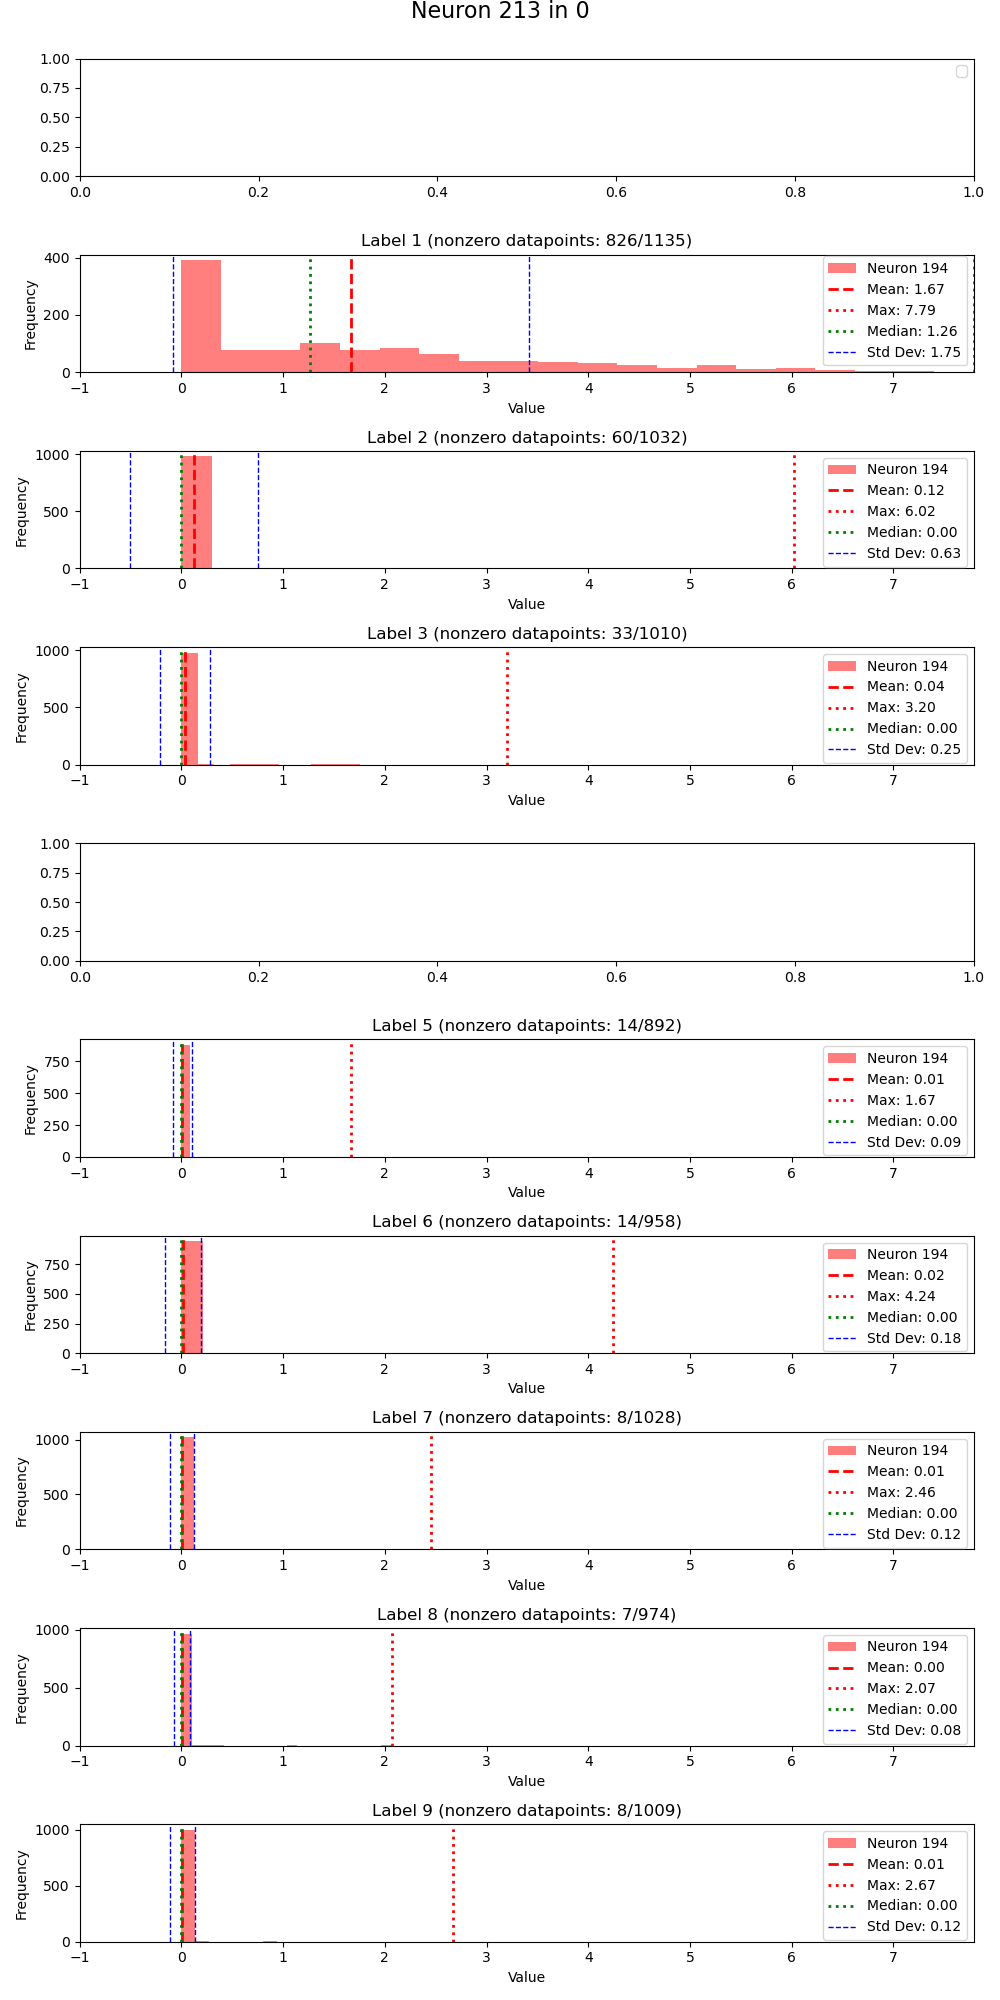 Neuron 213 in 0
1.00
0.75
0.50
0.25
0.00
0.0 0.2 0.4 0.6 0.8 1.0
Label 1 (nonzero datapoints: 826/1135)
Frequency
400
200
0
Neuron 194
Mean: 1.67
Max: 7.79
Median: 1.26
Std Dev: 1.75
−1 0 1 2 3 4 5 6 7
Value
Label 2 (nonzero datapoints: 60/1032)
Frequency
1000
500
0
Neuron 194
Mean: 0.12
Max: 6.02
Median: 0.00
Std Dev: 0.63
−1 0 1 2 3 4 5 6 7
Value
Label 3 (nonzero datapoints: 33/1010)
Frequency
1000
500
0
Neuron 194
Mean: 0.04
Max: 3.20
Median: 0.00
Std Dev: 0.25
−1 0 1 2 3 4 5 6 7
Value
1.00
0.75
0.50
0.25
0.00
0.0 0.2 0.4 0.6 0.8 1.0
Label 5 (nonzero datapoints: 14/892)
Frequency
750
500
250
0
Neuron 194
Mean: 0.01
Max: 1.67
Median: 0.00
Std Dev: 0.09
−1 0 1 2 3 4 5 6 7
Value
Label 6 (nonzero datapoints: 14/958)
Frequency
750
500
250
0
Neuron 194
Mean: 0.02
Max: 4.24
Median: 0.00
Std Dev: 0.18
−1 0 1 2 3 4 5 6 7
Value
Label 7 (nonzero datapoints: 8/1028)
Frequency
1000
500
0
Neuron 194
Mean: 0.01
Max: 2.46
Median: 0.00
Std Dev: 0.12
−1 0 1 2 3 4 5 6 7
Value
Label 8 (nonzero datapoints: 7/974)
Frequency
1000
500
0
Neuron 194
Mean: 0.00
Max: 2.07
Median: 0.00
Std Dev: 0.08
−1 0 1 2 3 4 5 6 7
Value
Label 9 (nonzero datapoints: 8/1009)
Frequency
1000
500
0
Neuron 194
Mean: 0.01
Max: 2.67
Median: 0.00
Std Dev: 0.12
−1 0 1 2 3 4 5 6 7
Value